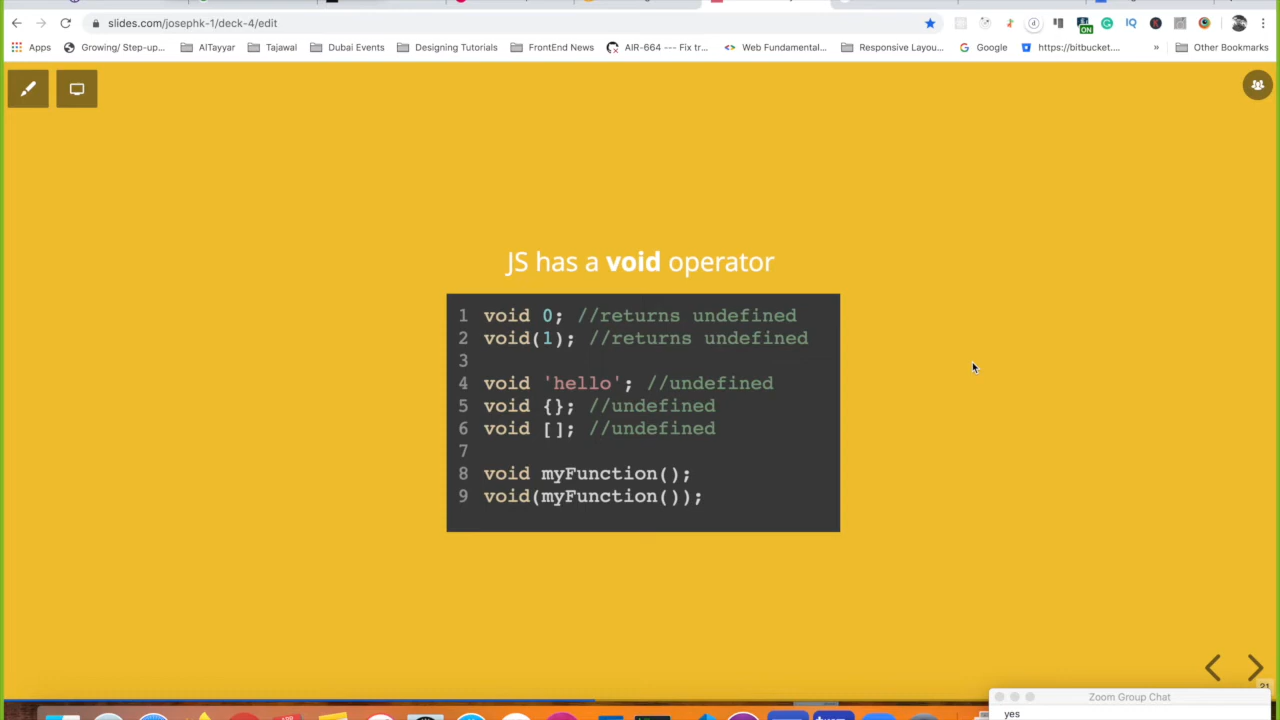 slides.com/josephk-1/deck-4/edit
ON
IQ
Apps
Growing/ Step-up...
AlTayyar
Tajawal
Dubai Events
Designing Tutorials
FrontEnd News
AIR-664 --- Fix tr...
Web Fundamental...
Responsive Layou...
Google
https://bitbucket....
»
Other Bookmarks
JS has a void operator
1 void 0; //returns undefined
2 void(1); //returns undefined
3
4 void 'hello'; //undefined
5 void {}; //undefined
6 void []; //undefined
7
8 void myFunction();
9 void(myFunction());
21
Zoom Group Chat
yes